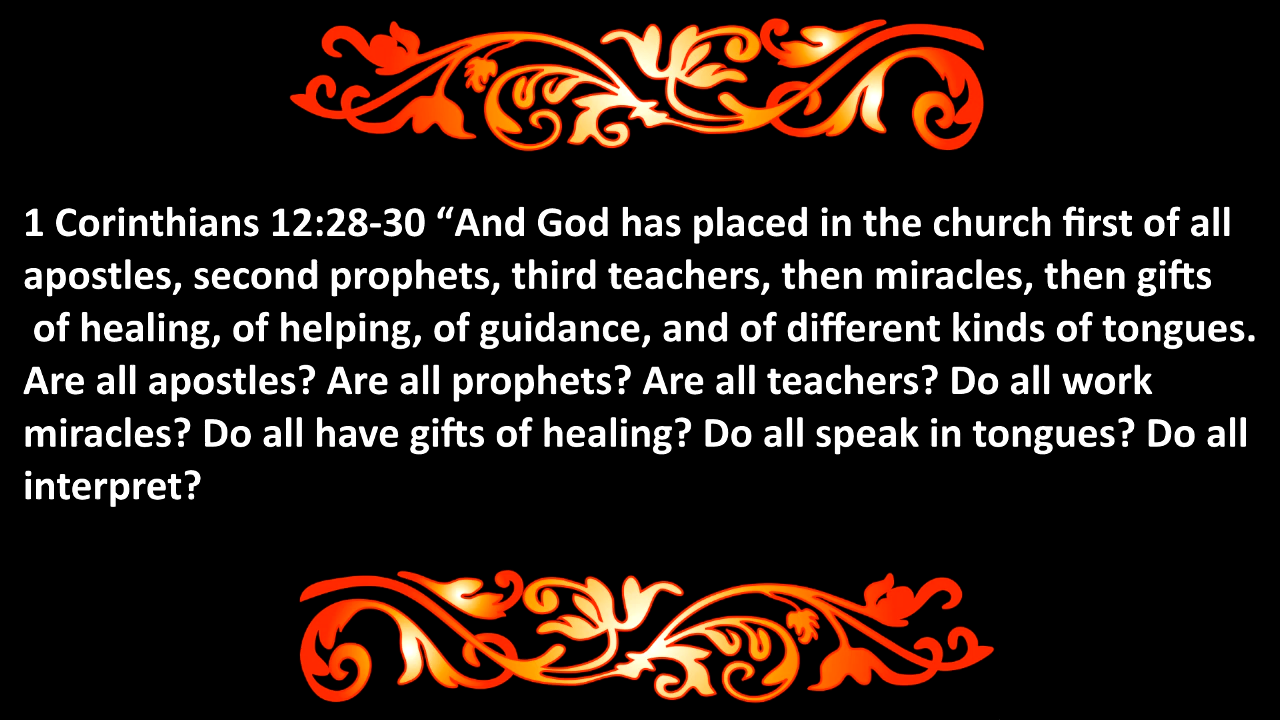 1 Corinthians 12:28-30 “And God has placed in the church first of all
apostles, second prophets, third teachers, then miracles, then gifts
of healing, of helping, of guidance, and of different kinds of tongues.
Are all apostles? Are all prophets? Are all teachers? Do all work
miracles? Do all have gifts of healing? Do all speak in tongues? Do all
interpret?